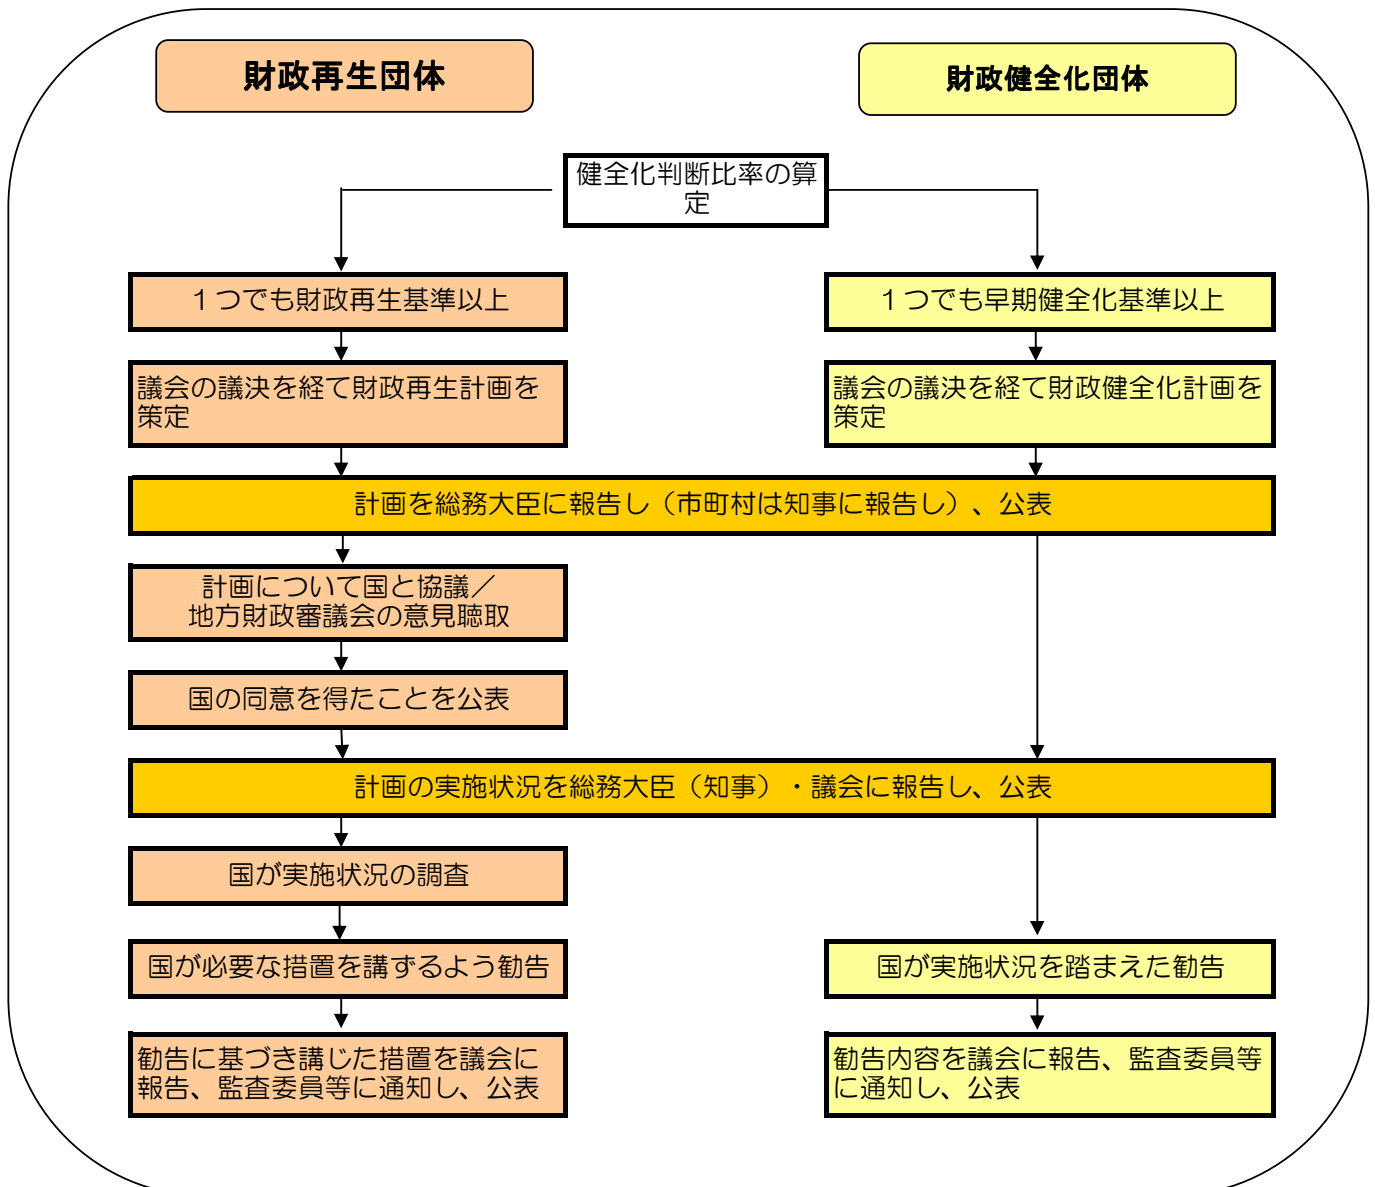 財政再生団体
財政健全化団体
健全化判断比率の算
定
１つでも財政再生基準以上
１つでも早期健全化基準以上
議会の議決を経て財政再生計画を
策定
議会の議決を経て財政健全化計画を
策定
計画を総務大臣に報告し（市町村は知事に報告し）、公表
計画について国と協議／
地方財政審議会の意見聴取
国の同意を得たことを公表
計画の実施状況を総務大臣（知事）・議会に報告し、公表
国が実施状況の調査
国が必要な措置を講ずるよう勧告
国が実施状況を踏まえた勧告
勧告に基づき講じた措置を議会に
報告、監査委員等に通知し、公表
勧告内容を議会に報告、監査委員等
に通知し、公表